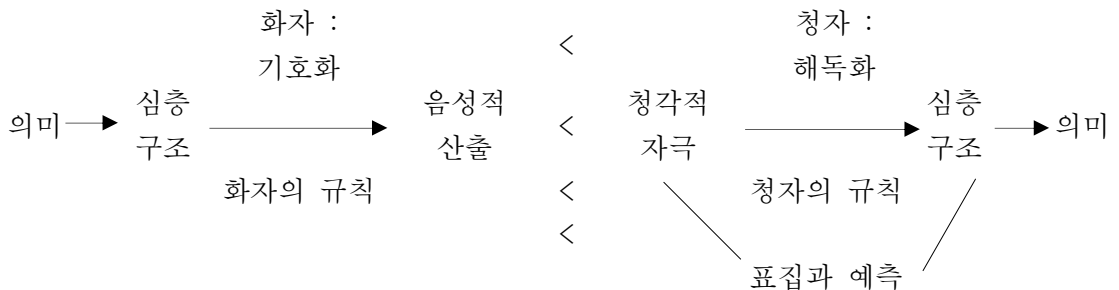 화자 : < 청자 :
기호화 해독화
심층 음성적 청각적 심층
의미 < 의미
구조 산출 자극 구조
화자의 규칙 < 청자의 규칙
<
표집과 예측